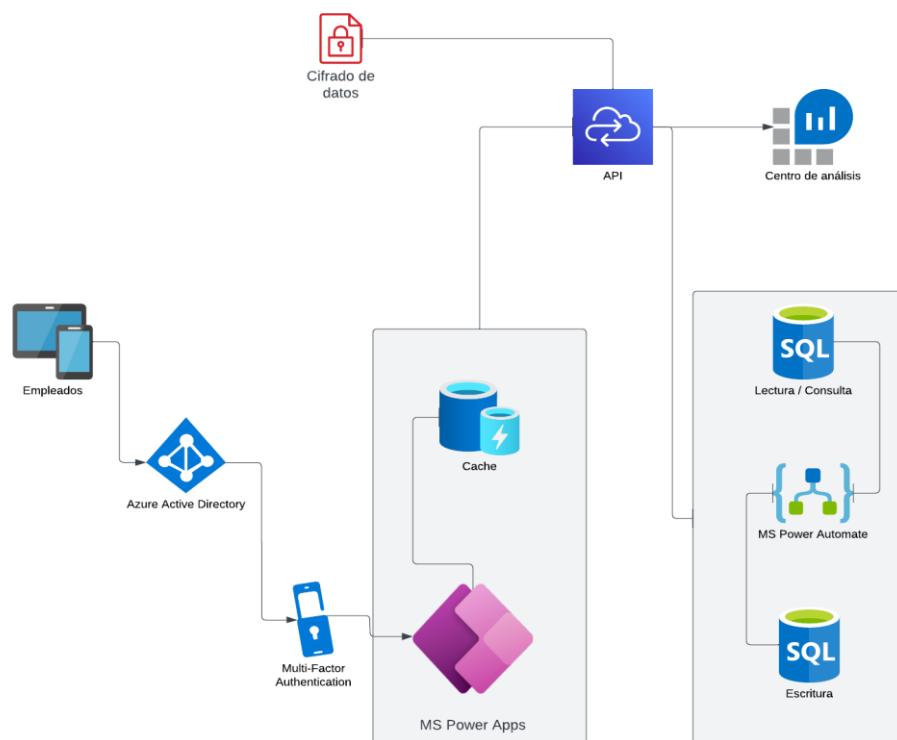 Cifrado de
datos
API
Centro de análisis
Empleados
SQL
Lectura / Consulta
Cache
Azure Active Directory
MS Power Automate
Multi-Factor
Authentication
SQL
Escritura
MS Power Apps